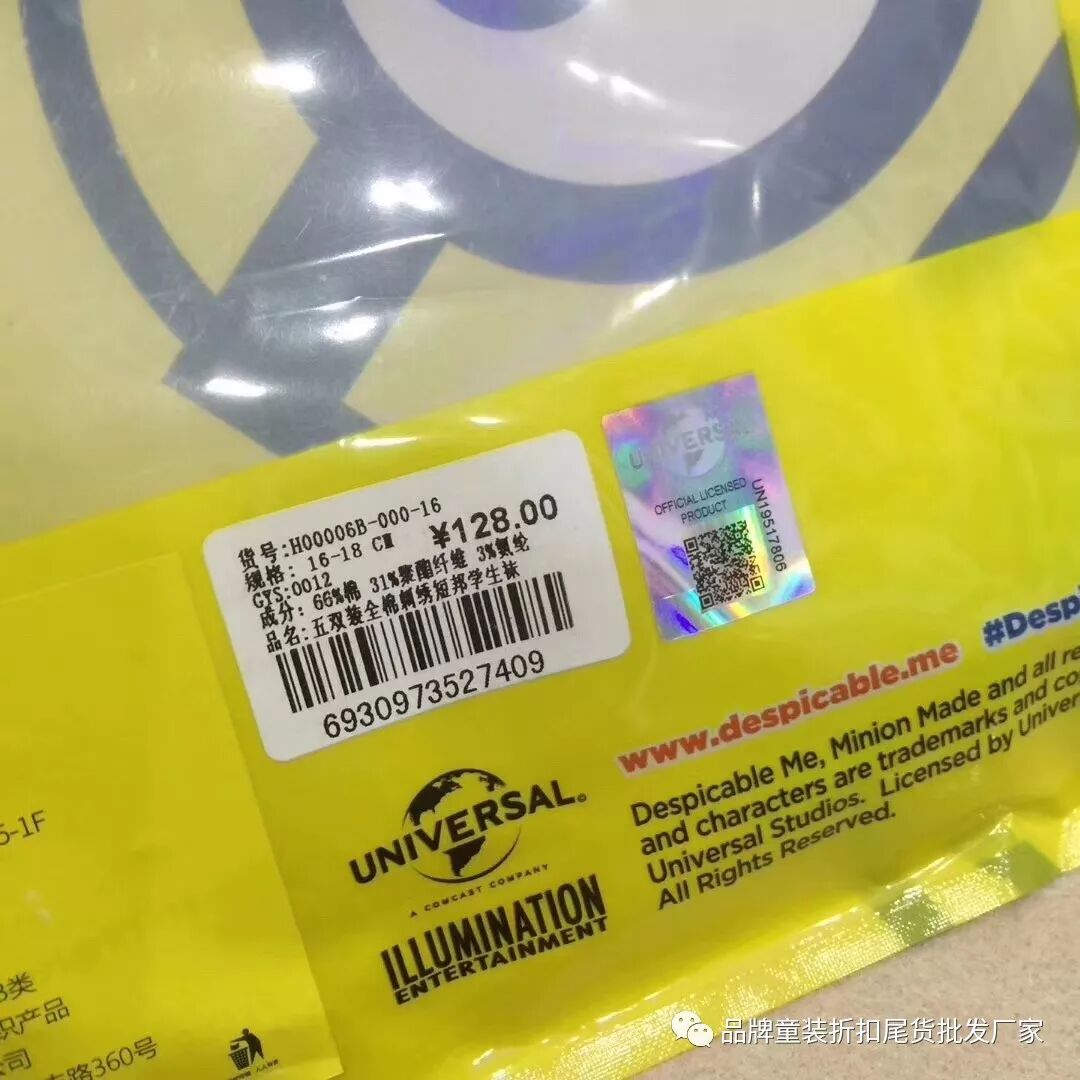 货号:H00006B-000-16
规格: 16-18 CM ¥128.00
GYS:0012
成分: 66%棉 31%聚酯纤维 3%氨纶
品名:五双装全棉刺绣短邦学生袜
6930973527409
UNIVERSAL
OFFICIAL LICENSED
PRODUCT
UN19517806
www.despicable.me #Despi
Despicable Me, Minion Made and all re
and characters are trademarks and co
Universal Studios. Licensed by Univer
All Rights Reserved.
UNIVERSAL®
A COMCAST COMPANY
ILLUMINATION
ENTERTAINMENT
5-1F
B类
织产品
公司
路360号
品牌童装折扣尾货批发厂家